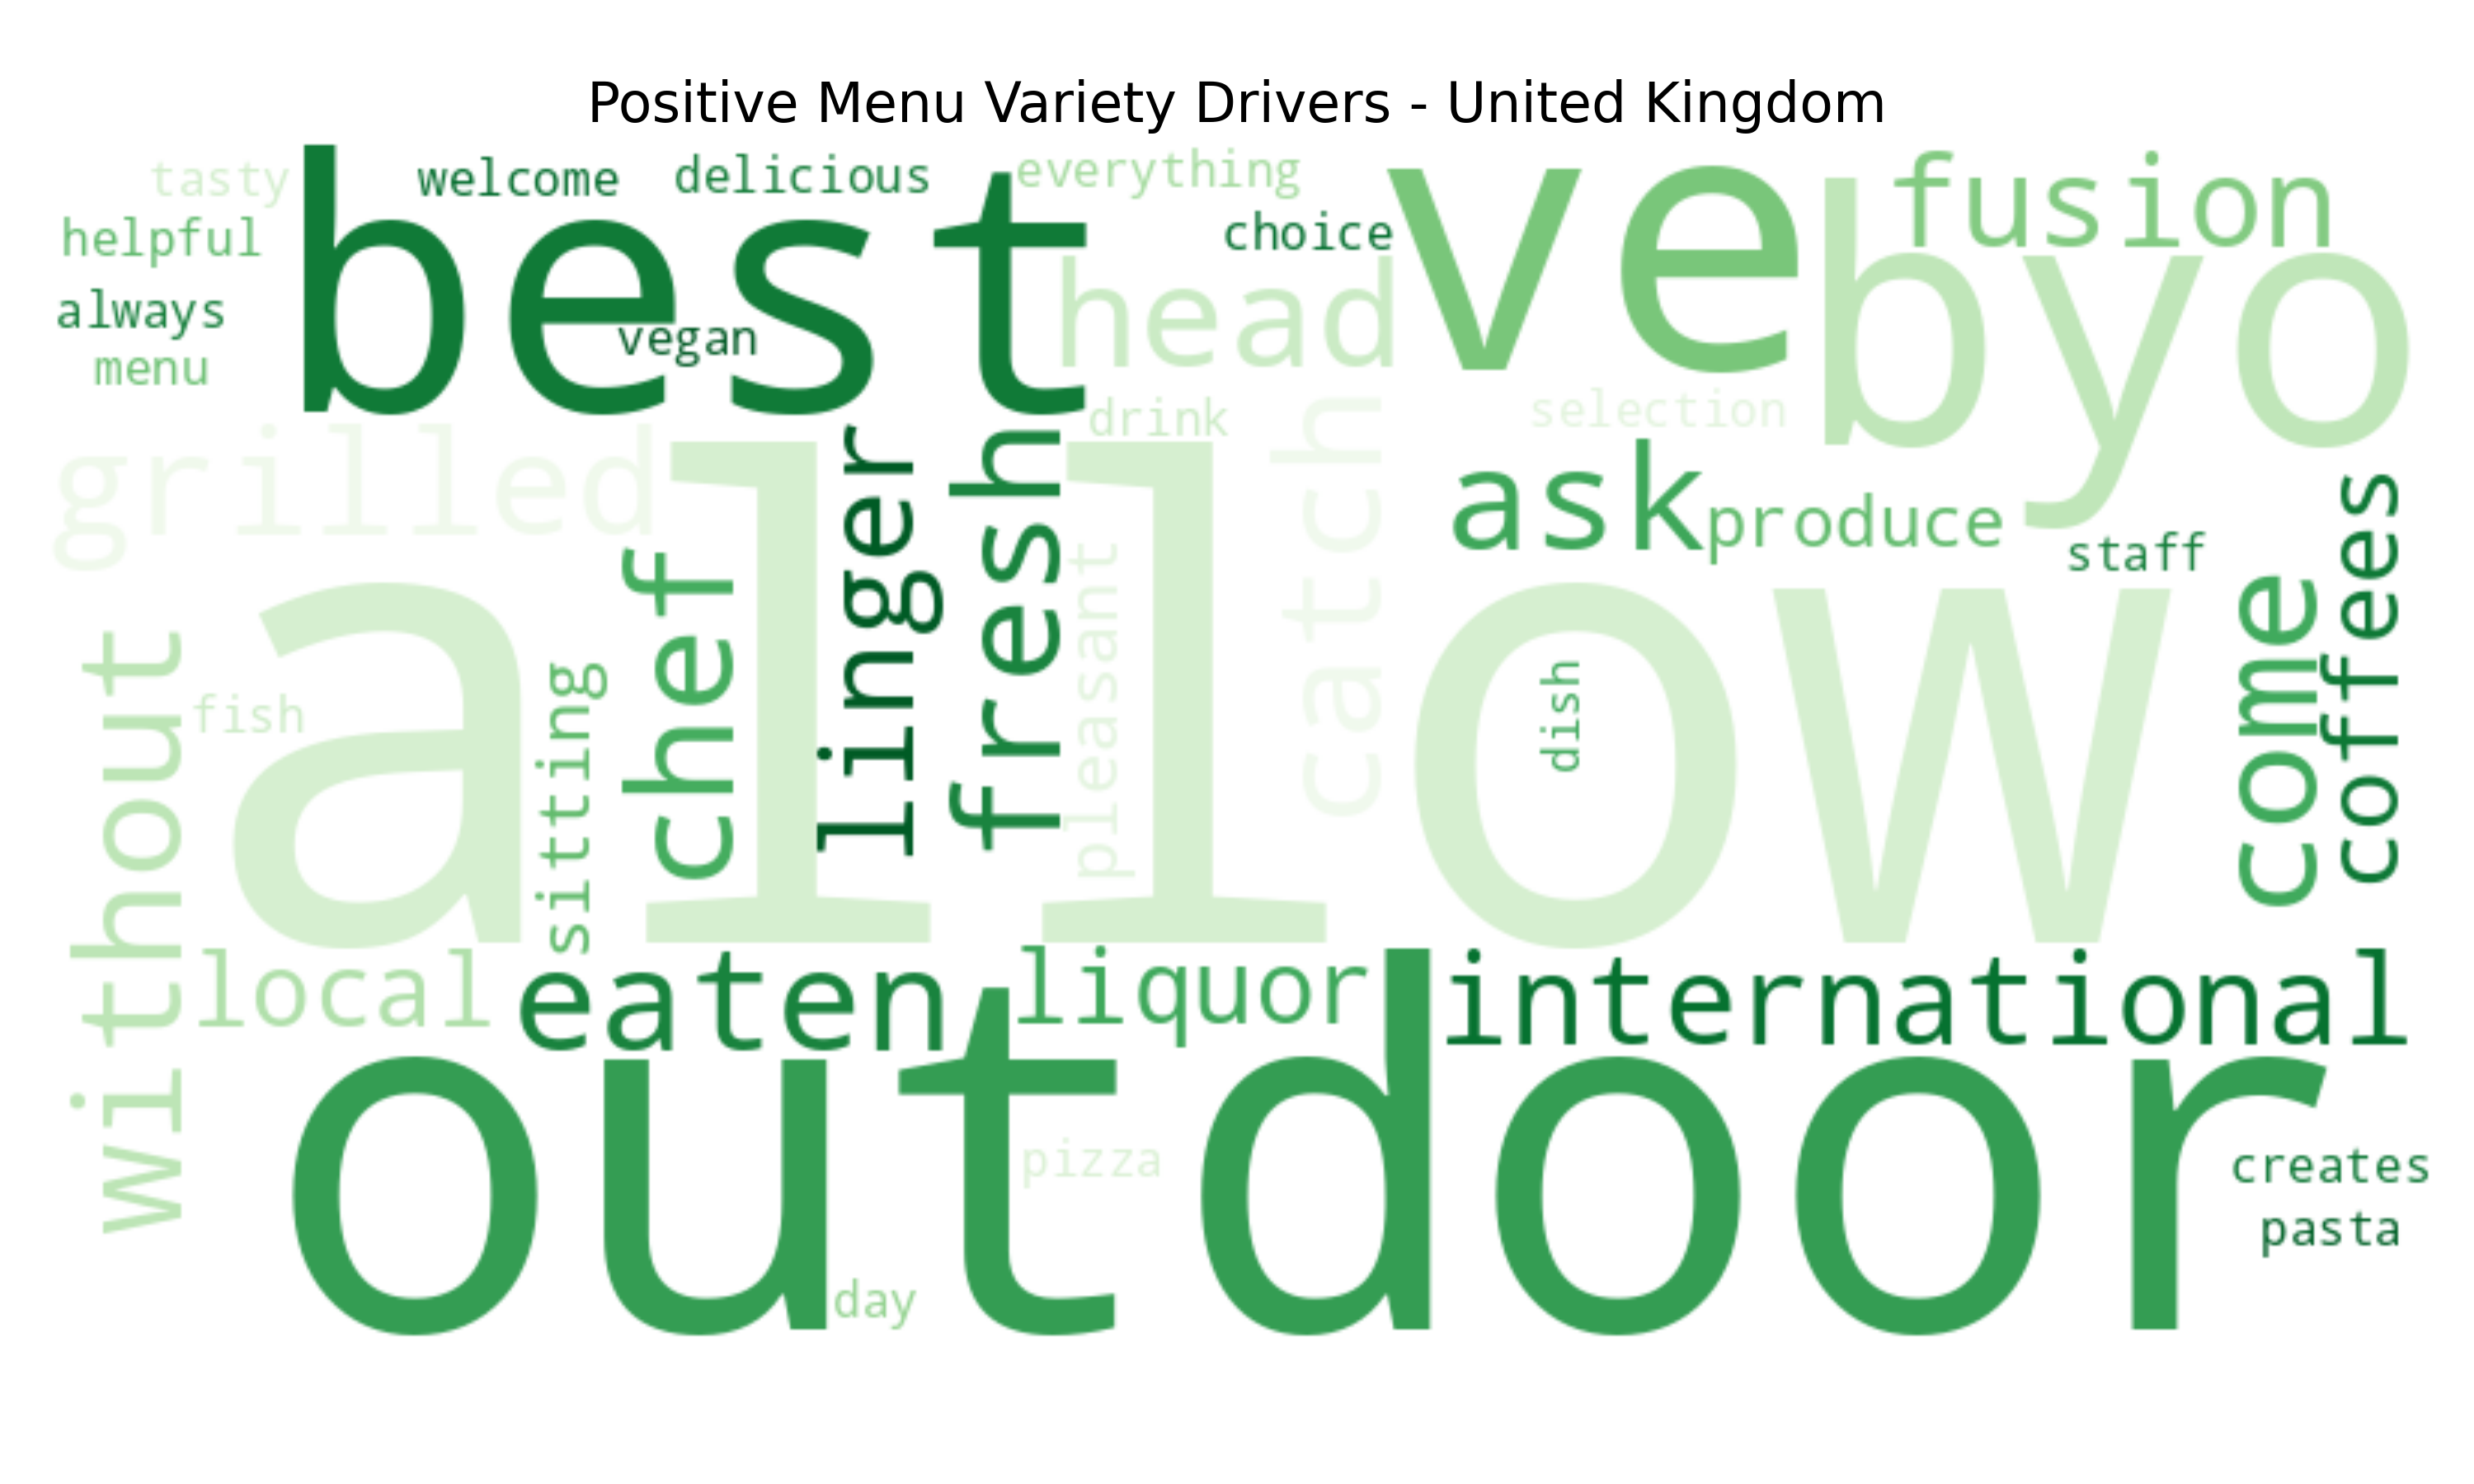 Positive Menu Variety Drivers - United Kingdom
tasty
welcome
delicious
everything
fusion
helpful
best
choice
ve
byo
always
vegan
head
menu
drink
selection
grilled
linger
fresh
catch
ask
produce
staff
coffees
come
chef
pleasant
allow
without
fish
sitting
dish
local
eaten
liquor
international
outdoor
pizza
creates
pasta
day